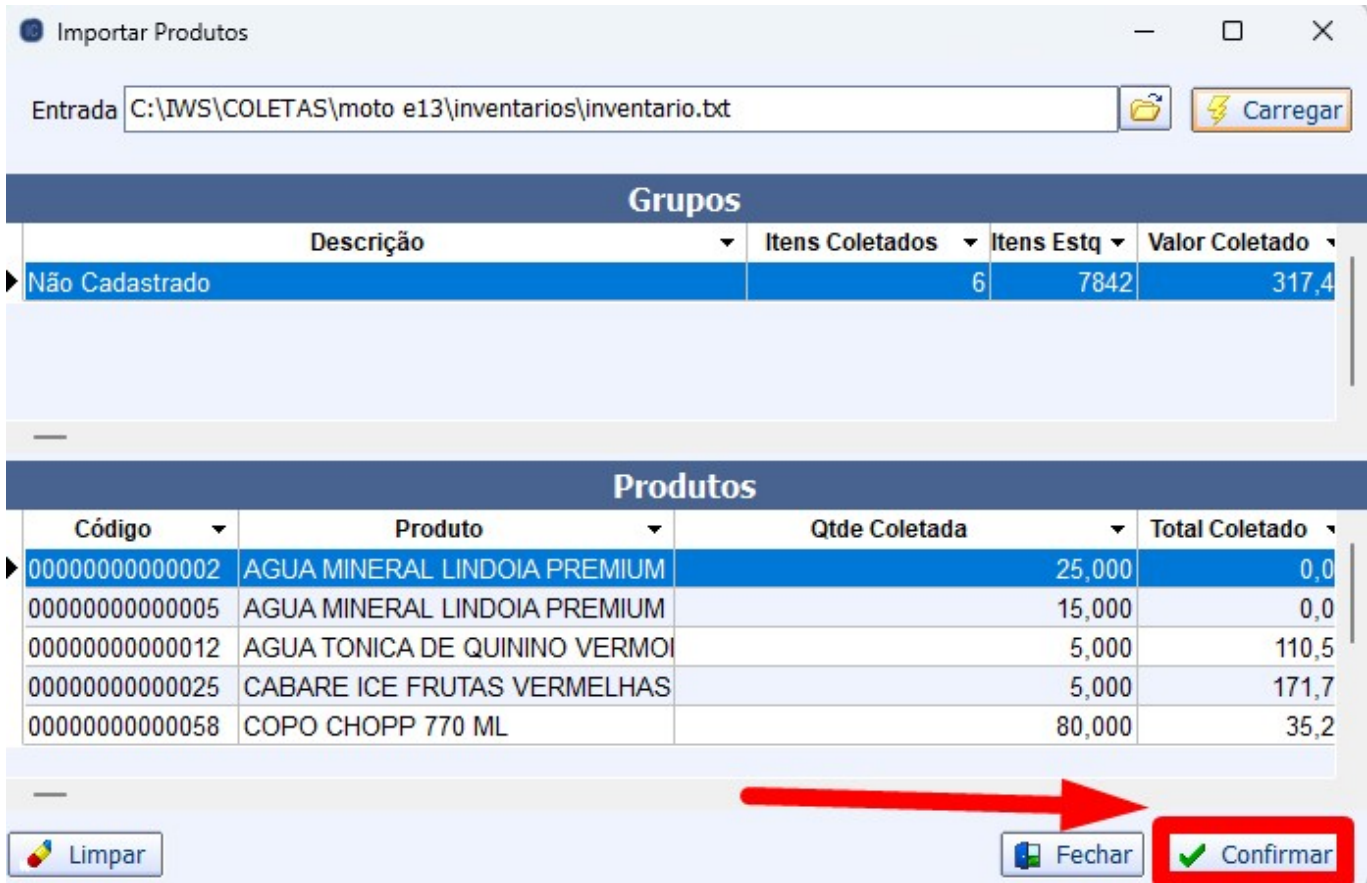 Importar Produtos
Entrada C:\IWS\COLETAS\moto e13\inventarios\inventario.txt Carregar
Grupos
Descrição Itens Coletados Itens Estq Valor Coletado
Não Cadastrado 6 7842 317,4
Produtos
Código Produto Qtde Coletada Total Coletado
00000000000002 AGUA MINERAL LINDOIA PREMIUM 25,000 0,0
00000000000005 AGUA MINERAL LINDOIA PREMIUM 15,000 0,0
00000000000012 AGUA TONICA DE QUININO VERMO 5,000 110,5
00000000000025 CABARE ICE FRUTAS VERMELHAS 5,000 171,7
00000000000058 COPO CHOPP 770 ML 80,000 35,2
Limpar Fechar Confirmar